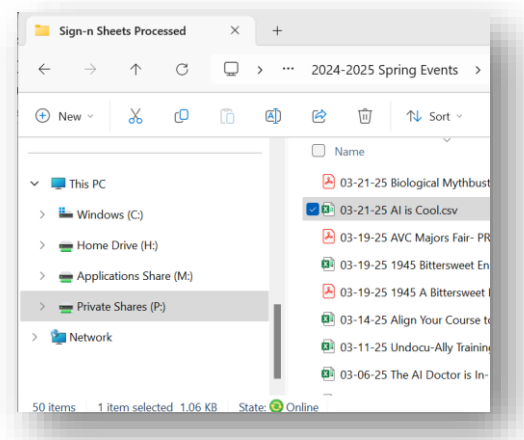 Sign-n Sheets Processed
2024-2025 Spring Events
New
Sort
Name
This PC
Windows (C:)
Home Drive (H:)
Applications Share (M:)
Private Shares (P:)
Network
03-21-25 Biological Mythbust
03-21-25 AI is Cool.csv
03-19-25 AVC Majors Fair- PR
03-19-25 1945 Bittersweet En
03-19-25 1945 A Bittersweet
03-14-25 Align Your Course to
03-11-25 Undocu-Ally Training
03-06-25 The AI Doctor is In-
50 items 1 item selected 1.06 KB State: Online